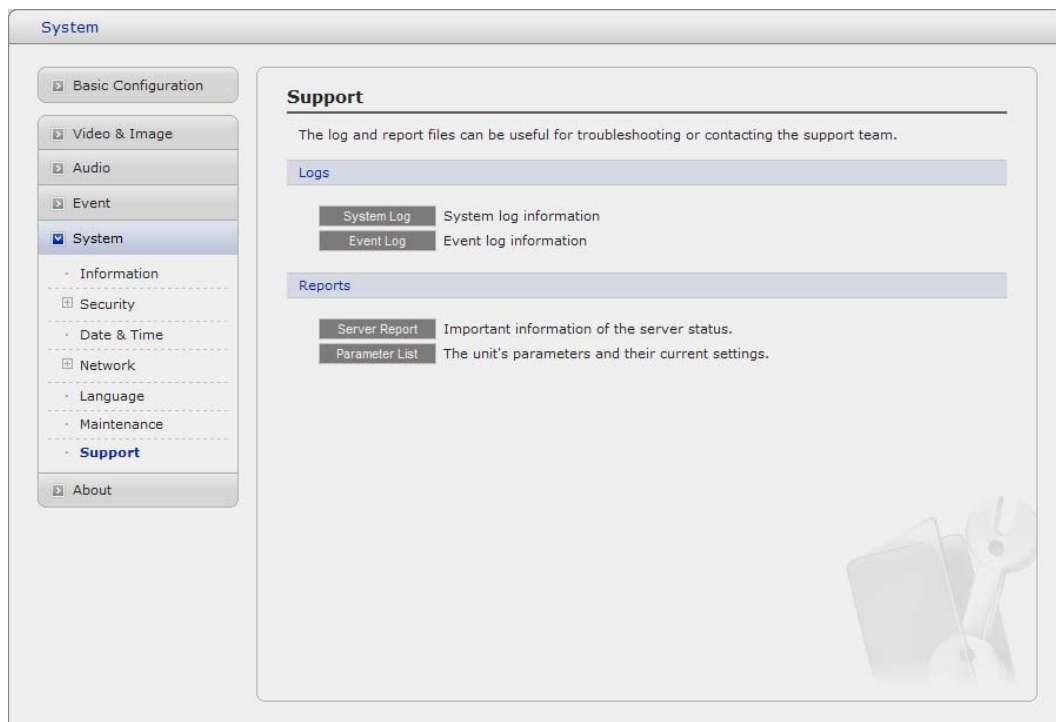 System
Basic Configuration
Video & Image
Audio
Event
System
Information
Security
Date & Time
Network
Language
Maintenance
Support
About
Support
The log and report files can be useful for troubleshooting or contacting the support team.
Logs
System Log System log information
Event Log Event log information
Reports
Server Report Important information of the server status.
Parameter List The unit's parameters and their current settings.